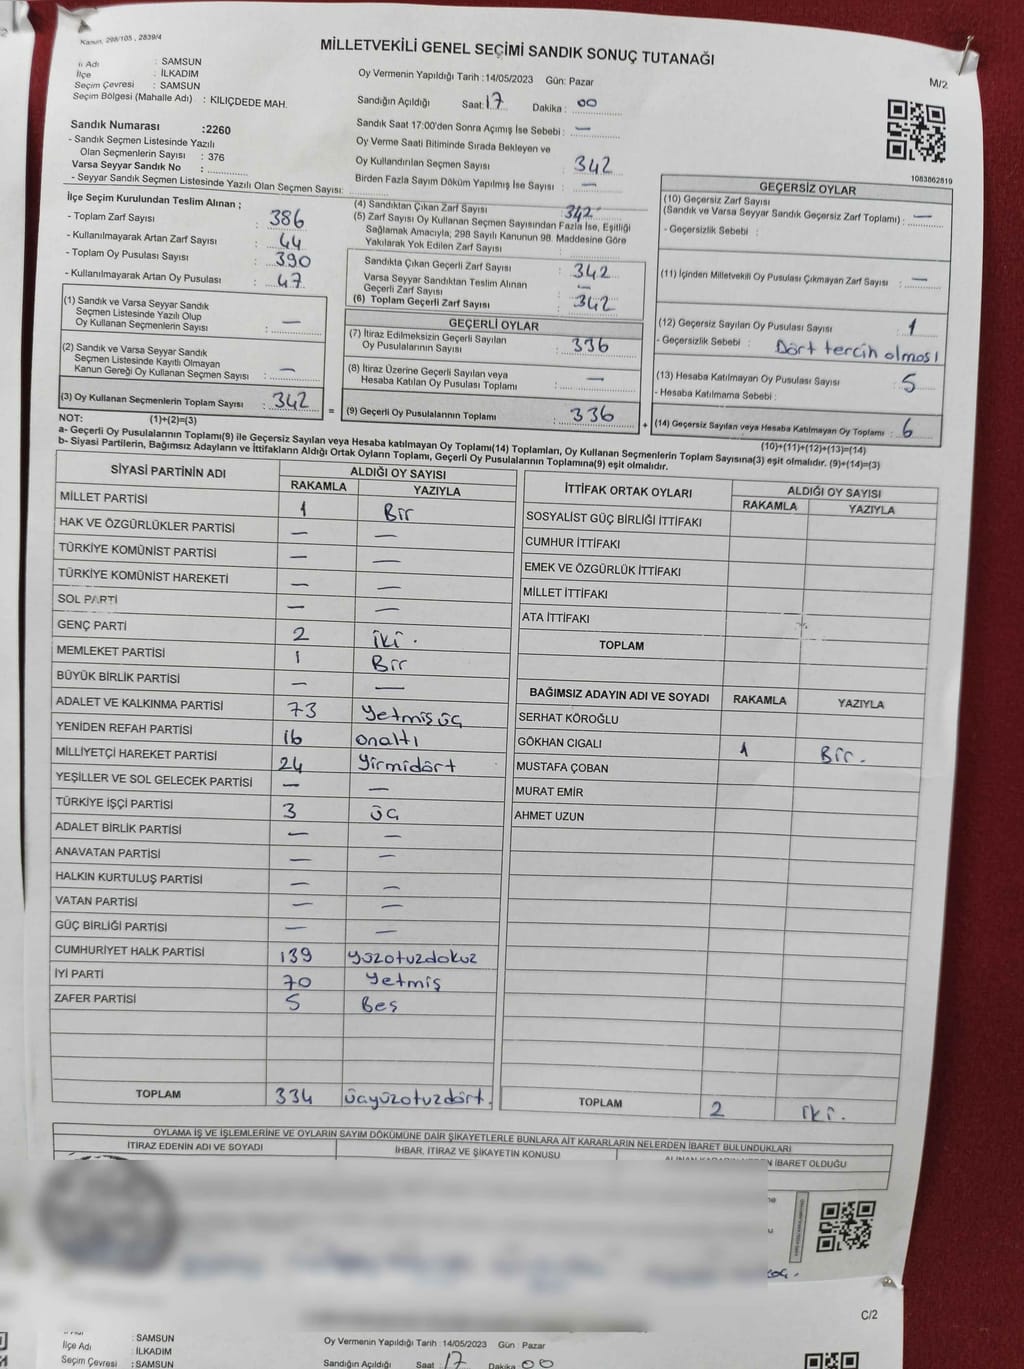 Kanun, 298/105 , 2839/4
MİLLETVEKİLİ GENEL SEÇİMİ SANDIK SONUÇ TUTANAĞI
M/2
İl Adı : SAMSUN
İlçe : İLKADIM
Seçim Çevresi : SAMSUN
Seçim Bölgesi (Mahalle Adı) : KILIÇDEDE MAH.
Sandık Numarası :2260
- Sandık Seçmen Listesinde Yazılı
Olan Seçmenlerin Sayısı : 376
Varsa Seyyar Sandık No :
- Seyyar Sandık Seçmen Listesinde Yazılı Olan Seçmen Sayısı:
Oy Vermenin Yapıldığı Tarih :14/05/2023 Gün: Pazar
Sandığın Açıldığı Saat:17 Dakika : 00
Sandık Saat 17:00'den Sonra Açımış İse Sebebi : —
Oy Verme Saati Bitiminde Sırada Bekleyen ve
Oy Kullandırılan Seçmen Sayısı : 342
Birden Fazla Sayım Döküm Yapılmış İse Sayısı : —
1083862819
İlçe Seçim Kurulundan Teslim Alınan ;
- Toplam Zarf Sayısı : 386
- Kullanılmayarak Artan Zarf Sayısı : 44
- Toplam Oy Pusulası Sayısı : 390
- Kullanılmayarak Artan Oy Pusulası : 47
(1) Sandık ve Varsa Seyyar Sandık
Seçmen Listesinde Yazılı Olup
Oy Kullanan Seçmenlerin Sayısı : —
(2) Sandık ve Varsa Seyyar Sandık
Seçmen Listesinde Kayıtlı Olmayan
Kanun Gereği Oy Kullanan Seçmen Sayısı : —
(3) Oy Kullanan Seçmenlerin Toplam Sayısı : 342
(4) Sandıktan Çıkan Zarf Sayısı : 342
(5) Zarf Sayısı Oy Kullanan Seçmen Sayısından Fazla İse, Eşitliği
Sağlamak Amacıyla, 298 Sayılı Kanunun 98. Maddesine Göre
Yakılarak Yok Edilen Zarf Sayısı :
Sandıkta Çıkan Geçerli Zarf Sayısı : 342
Varsa Seyyar Sandıktan Teslim Alınan
Geçerli Zarf Sayısı : —
(6) Toplam Geçerli Zarf Sayısı : 342
GEÇERLİ OYLAR
(7) İtiraz Edilmeksizin Geçerli Sayılan
Oy Pusulalarının Sayısı : 336
(8) İtiraz Üzerine Geçerli Sayılan veya
Hesaba Katılan Oy Pusulası Toplamı : —
= (9) Geçerli Oy Pusulalarının Toplamı : 336
GEÇERSİZ OYLAR
(10) Geçersiz Zarf Sayısı
(Sandık ve Varsa Seyyar Sandık Geçersiz Zarf Toplamı) : —
- Geçersizlik Sebebi :
(11) İçinden Milletvekili Oy Pusulası Çıkmayan Zarf Sayısı : —
(12) Geçersiz Sayılan Oy Pusulası Sayısı : 1
- Geçersizlik Sebebi : Dört tercih olması
(13) Hesaba Katılmayan Oy Pusulası Sayısı : 5
- Hesaba Katılmama Sebebi :
+ (14) Geçersiz Sayılan veya Hesaba Katılmayan Oy Toplamı : 6
NOT: (1)+(2)=(3)
(10)+(11)+(12)+(13)=(14)
a- Geçerli Oy Pusulalarının Toplamı(9) ile Geçersiz Sayılan veya Hesaba katılmayan Oy Toplamı(14) Toplamları, Oy Kullanan Seçmenlerin Toplam Sayısına(3) eşit olmalıdır. (9)+(14)=(3)
b- Siyasi Partilerin, Bağımsız Adayların ve İttifakların Aldığı Ortak Oyların Toplamı, Geçerli Oy Pusulalarının Toplamına(9) eşit olmalıdır.
SİYASİ PARTİNİN ADI ALDIĞI OY SAYISI
RAKAMLA YAZIYLA
MİLLET PARTİSİ 1 Bir
HAK VE ÖZGÜRLÜKLER PARTİSİ — —
TÜRKİYE KOMÜNİST PARTİSİ — —
TÜRKİYE KOMÜNİST HAREKETİ — —
SOL PARTİ — —
GENÇ PARTİ 2 iki .
MEMLEKET PARTİSİ 1 Bir
BÜYÜK BİRLİK PARTİSİ — —
ADALET VE KALKINMA PARTİSİ 73 Yetmişüç
YENİDEN REFAH PARTİSİ 16 onaltı
MİLLİYETÇİ HAREKET PARTİSİ 24 Yirmidört
YEŞİLLER VE SOL GELECEK PARTİSİ — —
TÜRKİYE İŞÇİ PARTİSİ 3 üç
ADALET BİRLİK PARTİSİ — —
ANAVATAN PARTİSİ — —
HALKIN KURTULUŞ PARTİSİ — —
VATAN PARTİSİ — —
GÜÇ BİRLİĞİ PARTİSİ — —
CUMHURİYET HALK PARTİSİ 139 yüzotuzdokuz
İYİ PARTİ 70 yetmiş
ZAFER PARTİSİ 5 Beş
TOPLAM 334 üçyüzotuzdört.
İTTİFAK ORTAK OYLARI ALDIĞI OY SAYISI
RAKAMLA YAZIYLA
SOSYALİST GÜÇ BİRLİĞİ İTTİFAKI
CUMHUR İTTİFAKI
EMEK VE ÖZGÜRLÜK İTTİFAKI
MİLLET İTTİFAKI
ATA İTTİFAKI
TOPLAM
BAĞIMSIZ ADAYIN ADI VE SOYADI RAKAMLA YAZIYLA
SERHAT KÖROĞLU
GÖKHAN CIGALI 1 Bir.
MUSTAFA ÇOBAN
MURAT EMİR
AHMET UZUN
TOPLAM 2 iki.
OYLAMA İŞ VE İŞLEMLERİNE VE OYLARIN SAYIM DÖKÜMÜNE DAİR ŞİKAYETLERLE BUNLARA AİT KARARLARIN NELERDEN İBARET BULUNDUKLARI
İTİRAZ EDENİN ADI VE SOYADI İHBAR, İTİRAZ VE ŞİKAYETİN KONUSU İBARET OLDUĞU
C/2
: SAMSUN
İlçe Adı : İLKADIM
Seçim Çevresi : SAMSUN
Oy Vermenin Yapıldığı Tarih :14/05/2023 Gün : Pazar
Sandığın Açıldığı Saat :17 Dakika 00